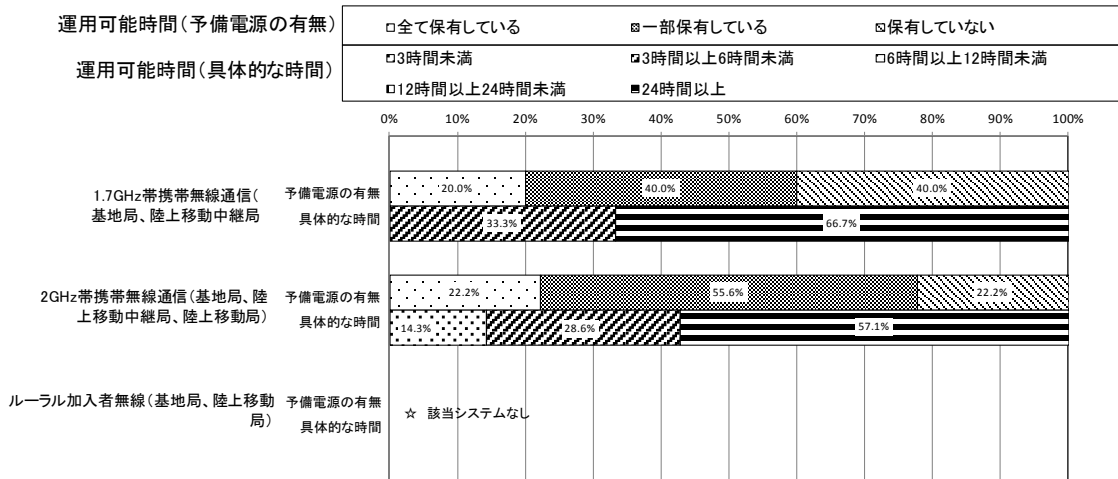 運用可能時間(予備電源の有無)
全て保有している 一部保有している 保有していない
運用可能時間(具体的な時間)
3時間未満 3時間以上6時間未満 6時間以上12時間未満
12時間以上24時間未満 24時間以上
0% 10% 20% 30% 40% 50% 60% 70% 80% 90% 100%
1.7GHz帯携帯無線通信(
基地局、陸上移動中継局
予備電源の有無
20.0% 40.0% 40.0%
具体的な時間
33.3% 66.7%
2GHz帯携帯無線通信(基地局、陸
上移動中継局、陸上移動局)
予備電源の有無
22.2% 55.6% 22.2%
具体的な時間
14.3% 28.6% 57.1%
ルーラル加入者無線(基地局、陸上移動
局)
予備電源の有無
具体的な時間
☆ 該当システムなし